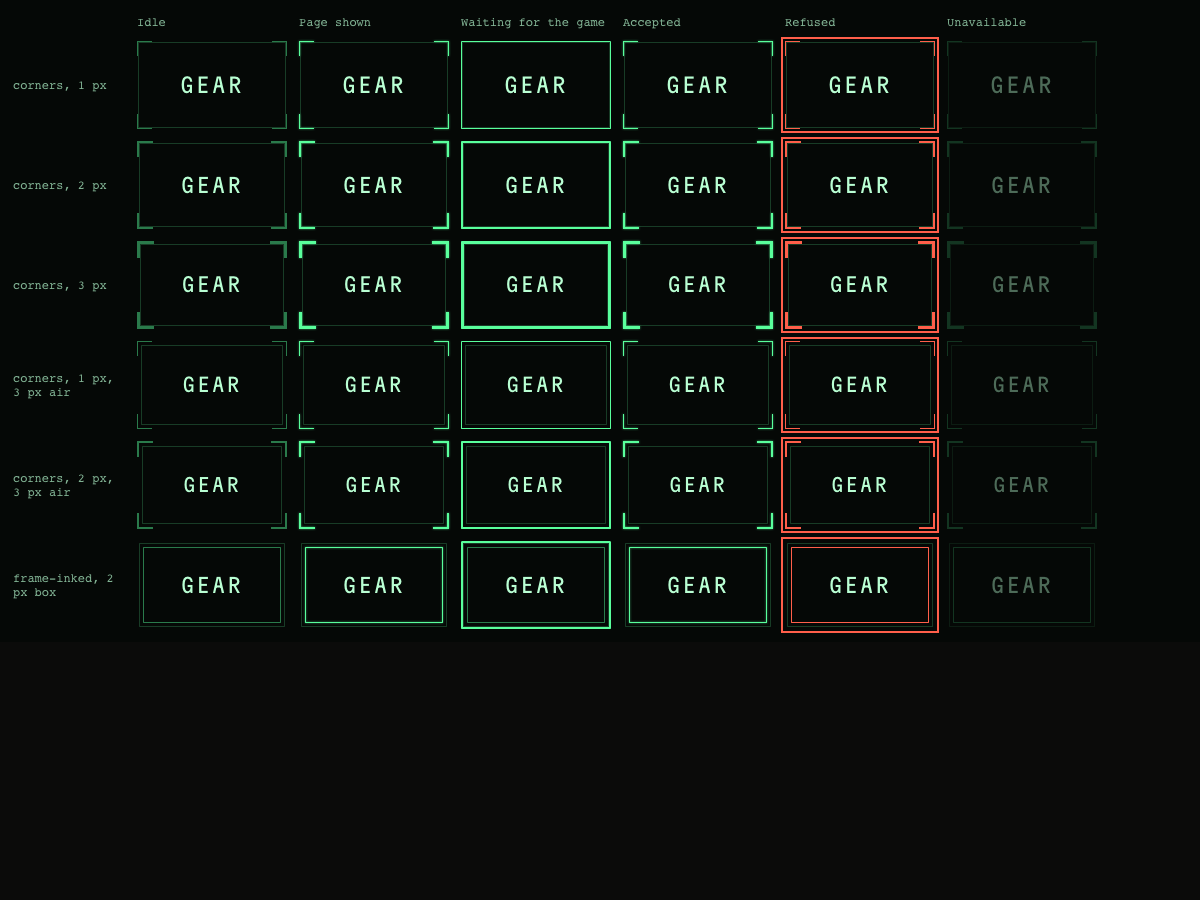 Idle Page shown Waiting for the game Accepted Refused Unavailable
corners, 1 px GEAR GEAR GEAR GEAR GEAR GEAR
corners, 2 px GEAR GEAR GEAR GEAR GEAR GEAR
corners, 3 px GEAR GEAR GEAR GEAR GEAR GEAR
corners, 1 px,
3 px air GEAR GEAR GEAR GEAR GEAR GEAR
corners, 2 px,
3 px air GEAR GEAR GEAR GEAR GEAR GEAR
frame-inked, 2
px box GEAR GEAR GEAR GEAR GEAR GEAR